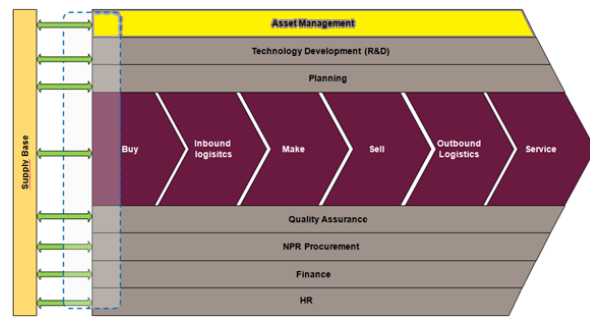 Asset Management
Technology Development (R&D)
Planning
Supply Base
Buy
Inbound
logisitcs
Make
Sell
Outbound
Logistics
Service
Quality Assurance
NPR Procurement
Finance
HR